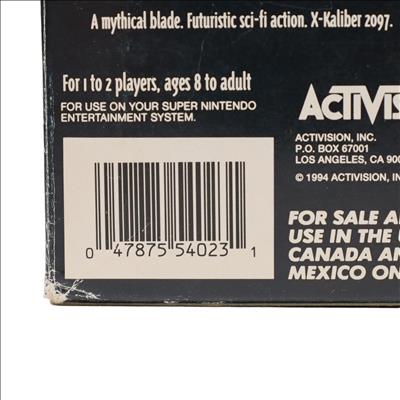 A mythical blade. Futuristic sci-fi action. X-Kaliber 2097.
For 1 to 2 players, ages 8 to adult
FOR USE ON YOUR SUPER NINTENDO
ENTERTAINMENT SYSTEM.
ACTIVIS
ACTIVISION, INC.
P.O. BOX 67001
LOS ANGELES, CA 900
© 1994 ACTIVISION, IN
0 47875 54023 1
FOR SALE A
USE IN THE
CANADA AN
MEXICO ON